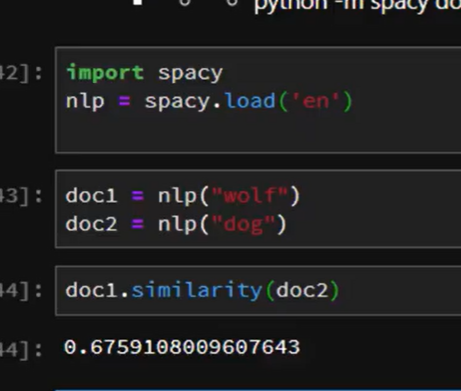 python -m spacy do
42]:
import spacy
nlp = spacy.load('en')
43]:
doc1 = nlp("wolf")
doc2 = nlp("dog")
44]:
doc1.similarity(doc2)
44]:
0.6759108009607643